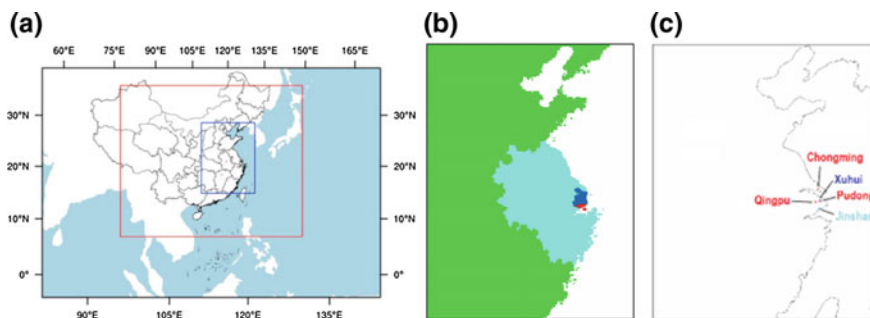 (a)
(b)
(c)
60°E 75°E 90°E 105°E 120°E 135°E 150°E 165°E
30°N 30°N
20°N 20°N
10°N 10°N
0° 0°
90°E 105°E 120°E 135°E
Chongming
Xuhui
Qingpu Pudong
Jinshan